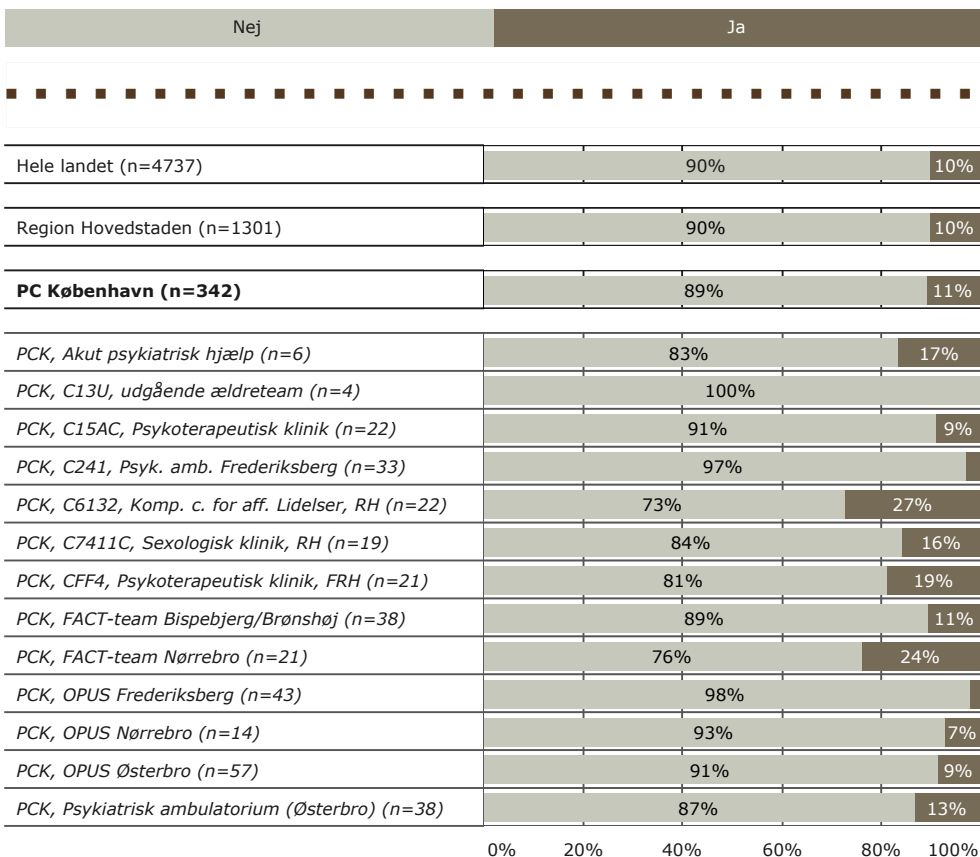 Nej Ja
Hele landet (n=4737) 90% 10%
Region Hovedstaden (n=1301) 90% 10%
PC København (n=342) 89% 11%
PCK, Akut psykiatrisk hjælp (n=6) 83% 17%
PCK, C13U, udgående ældreteam (n=4) 100%
PCK, C15AC, Psykoterapeutisk klinik (n=22) 91% 9%
PCK, C241, Psyk. amb. Frederiksberg (n=33) 97%
PCK, C6132, Komp. c. for aff. Lidelser, RH (n=22) 73% 27%
PCK, C7411C, Sexologisk klinik, RH (n=19) 84% 16%
PCK, CFF4, Psykoterapeutisk klinik, FRH (n=21) 81% 19%
PCK, FACT-team Bispebjerg/Brønshøj (n=38) 89% 11%
PCK, FACT-team Nørrebro (n=21) 76% 24%
PCK, OPUS Frederiksberg (n=43) 98%
PCK, OPUS Nørrebro (n=14) 93% 7%
PCK, OPUS Østerbro (n=57) 91% 9%
PCK, Psykiatrisk ambulatorium (Østerbro) (n=38) 87% 13%
0% 20% 40% 60% 80% 100%